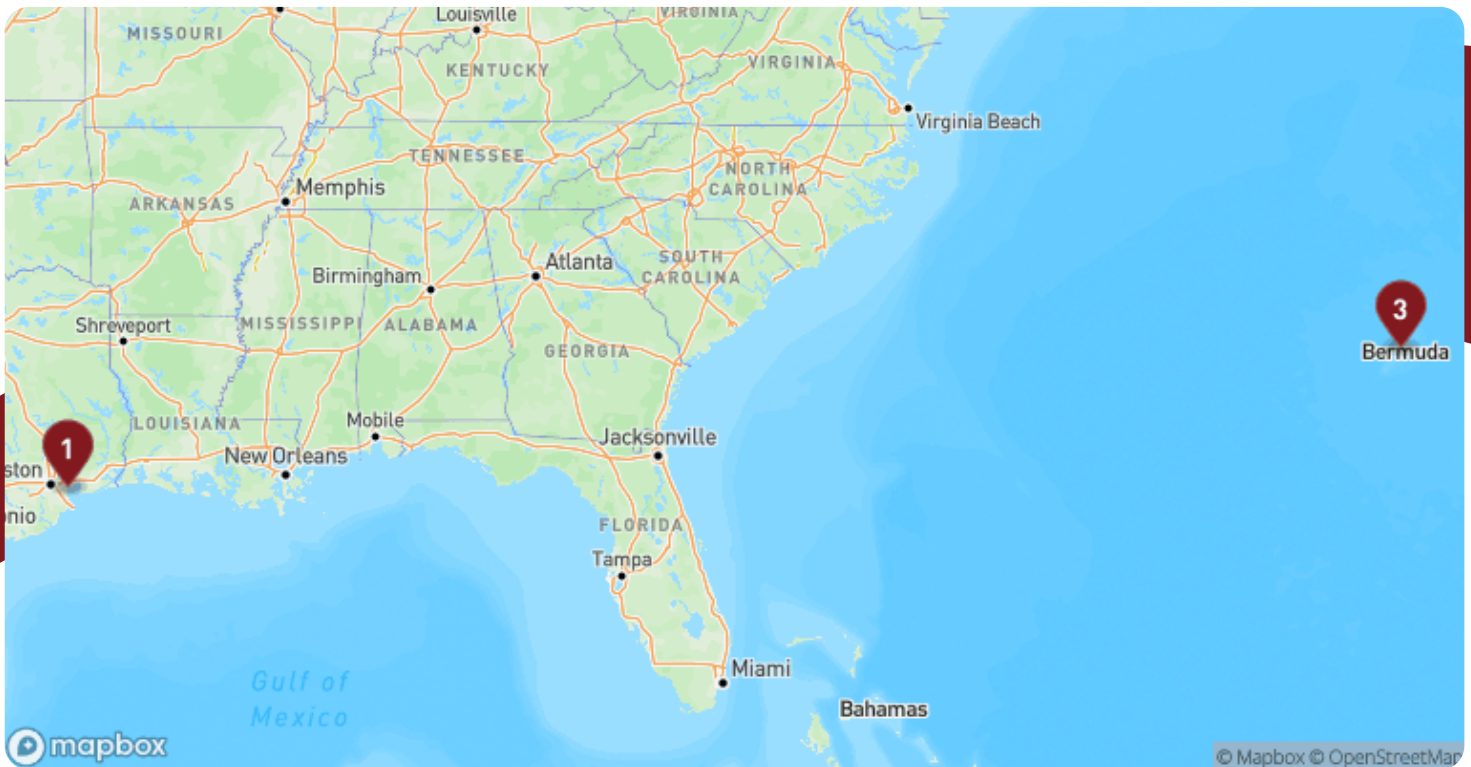 Louisville
VIRGINIA
MISSOURI
KENTUCKY
VIRGINIA
Virginia Beach
TENNESSEE
NORTH
CAROLINA
Memphis
ARKANSAS
Atlanta
SOUTH
CAROLINA
Birmingham
3
Shreveport
MISSISSIPPI
ALABAMA
GEORGIA
Bermuda
Mobile
LOUISIANA
1
Jacksonville
New Orleans
ston
onio
FLORIDA
Tampa
Miami
Gulf of
Mexico
Bahamas
mapbox
© Mapbox © OpenStreetMap